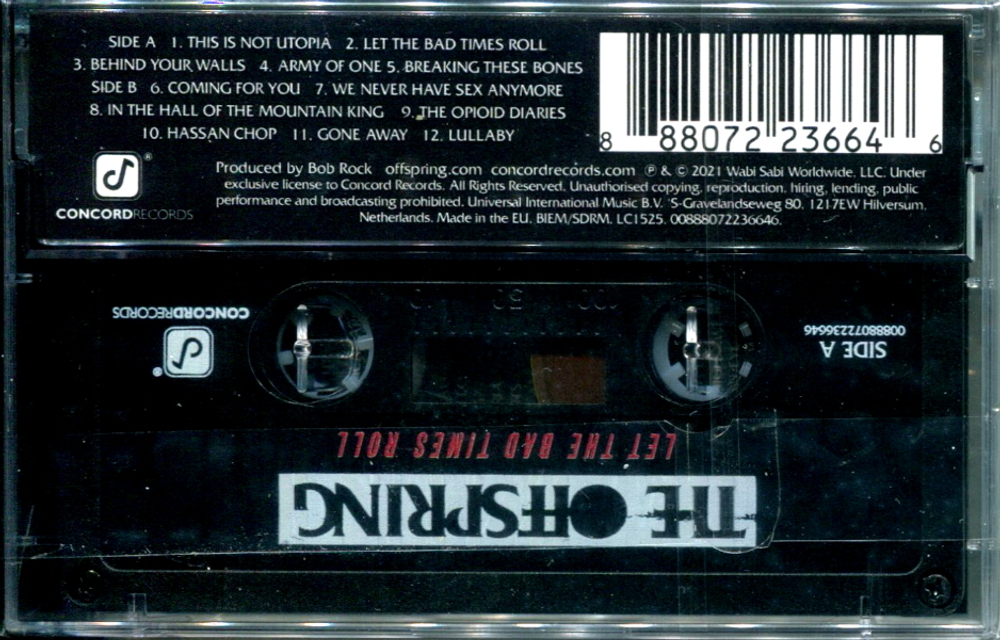 SIDE A 1. THIS IS NOT UTOPIA 2. LET THE BAD TIMES ROLL
3. BEHIND YOUR WALLS 4. ARMY OF ONE 5. BREAKING THESE BONES
SIDE B 6. COMING FOR YOU 7. WE NEVER HAVE SEX ANYMORE
8. IN THE HALL OF THE MOUNTAIN KING 9. THE OPIOID DIARIES
10. HASSAN CHOP 11. GONE AWAY 12. LULLABY
8 88072 23664 6
®
CONCORDRECORDS
Produced by Bob Rock offspring.com concordrecords.com ℗ & © 2021 Wabi Sabi Worldwide, LLC. Under
exclusive license to Concord Records. All Rights Reserved. Unauthorised copying, reproduction, hiring, lending, public
performance and broadcasting prohibited. Universal International Music B.V. 'S-Gravelandseweg 80, 1217EW Hilversum,
Netherlands. Made in the EU. BIEM/SDRM. LC1525. 00888072236646.
100 50 0
CONCORDRECORDS
®
00888072236646
SIDE A
LET THE BAD TIMES ROLL
THE OFFSPRING